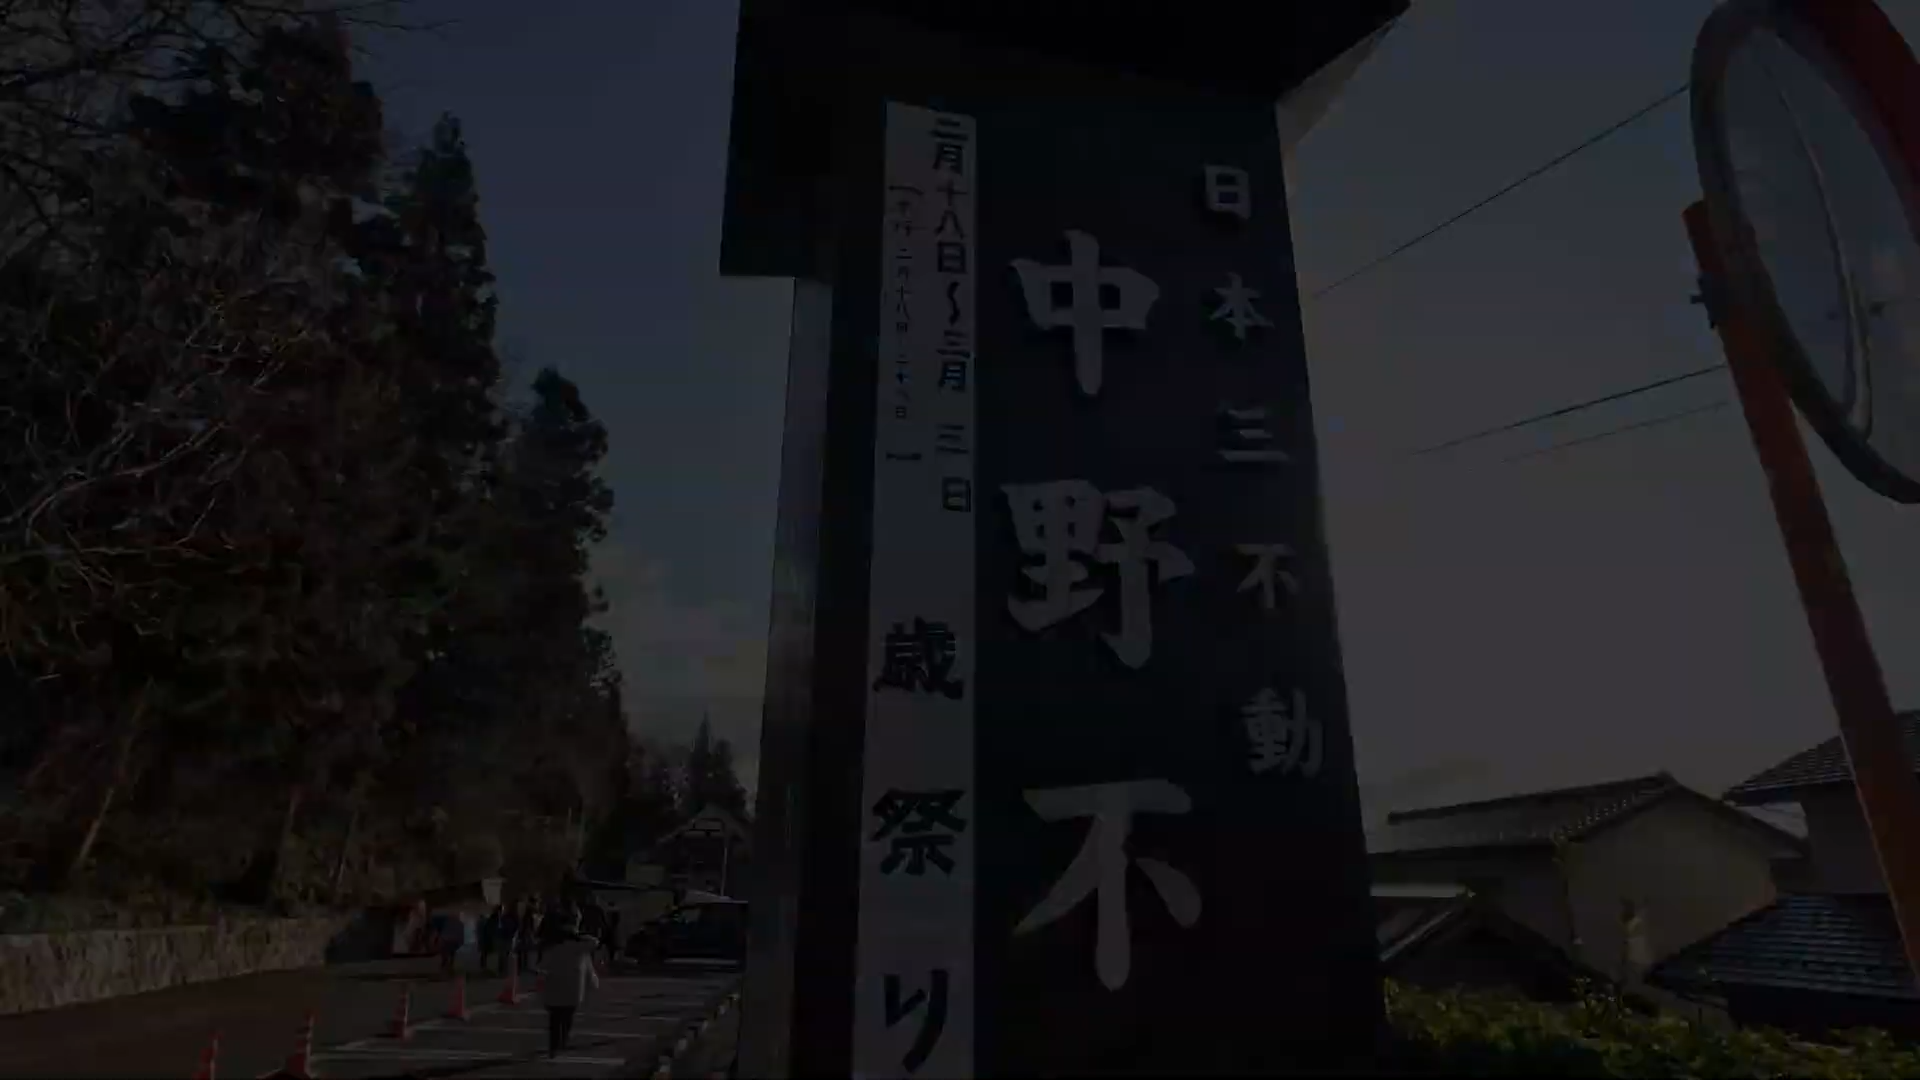 日本三不動
中野不
二月十八日〜三月三日
歳祭り